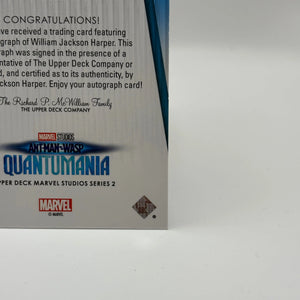 CONGRATULATIONS!
ve received a trading card featuring
ograph of William Jackson Harper. This
raph was signed in the presence of a
entative of The Upper Deck Company or
d, and certified as to its authenticity, by
Jackson Harper. Enjoy your autograph card!
The Richard P. McWilliam Family
THE UPPER DECK COMPANY
MARVEL STUDIOS
ANT-MAN AND THE WASP
QUANTUMANIA
PPER DECK MARVEL STUDIOS SERIES 2
MARVEL
© MARVEL